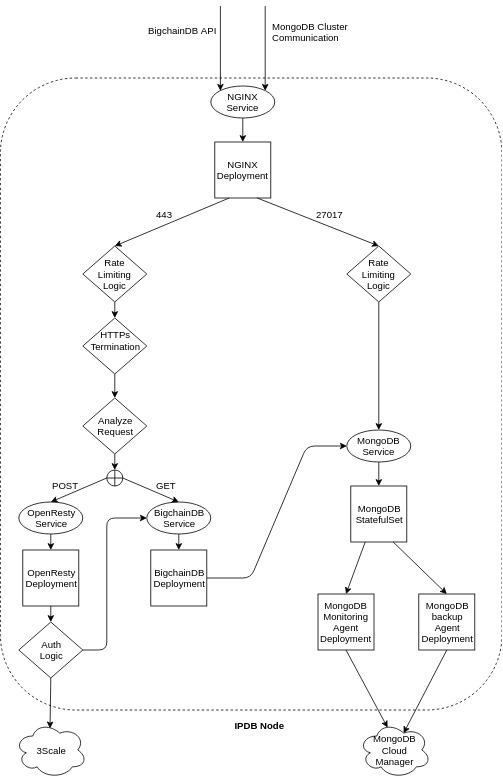 BigchainDB API
MongoDB Cluster
Communication
NGINX
Service
NGINX
Deployment
443
27017
Rate
Limiting
Logic
Rate
Limiting
Logic
HTTPs
Termination
Analyze
Request
MongoDB
Service
POST
GET
OpenResty
Service
BigchainDB
Service
MongoDB
StatefulSet
OpenResty
Deployment
BigchainDB
Deployment
MongoDB
Monitoring
Agent
Deployment
MongoDB
backup
Agent
Deployment
Auth
Logic
IPDB Node
3Scale
MongoDB
Cloud
Manager